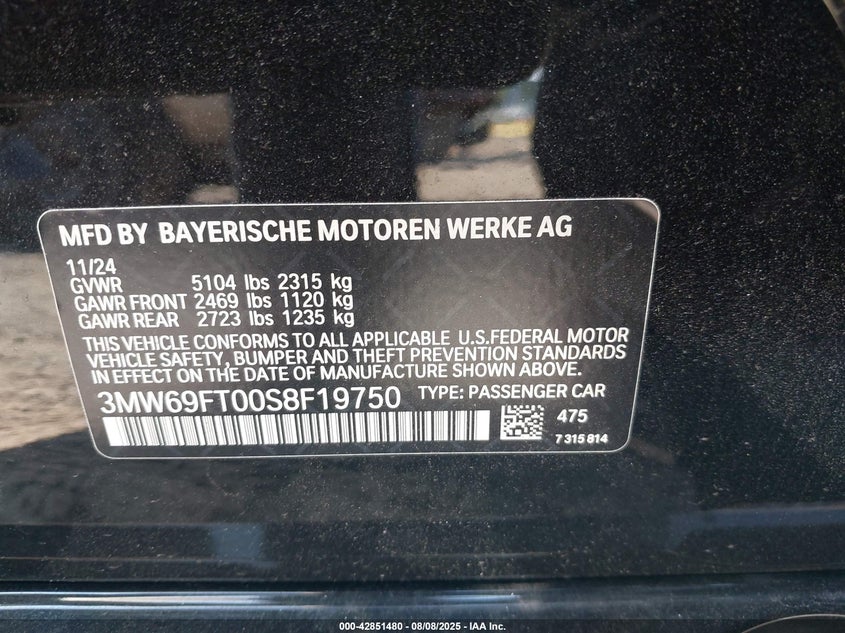 MFD BY BAYERISCHE MOTOREN WERKE AG
11/24
GVWR 5104 lbs 2315 kg
GAWR FRONT 2469 lbs 1120 kg
GAWR REAR 2723 lbs 1235 kg
THIS VEHICLE CONFORMS TO ALL APPLICABLE U.S.FEDERAL MOTOR
VEHICLE SAFETY, BUMPER AND THEFT PREVENTION STANDARDS
IN EFFECT ON THE DATE OF MANUFACTURE SHOWN ABOVE.
3MW69FT00S8F19750 TYPE: PASSENGER CAR
475
7 315 814
000-42851480 - 08/08/2025 - IAA Inc.